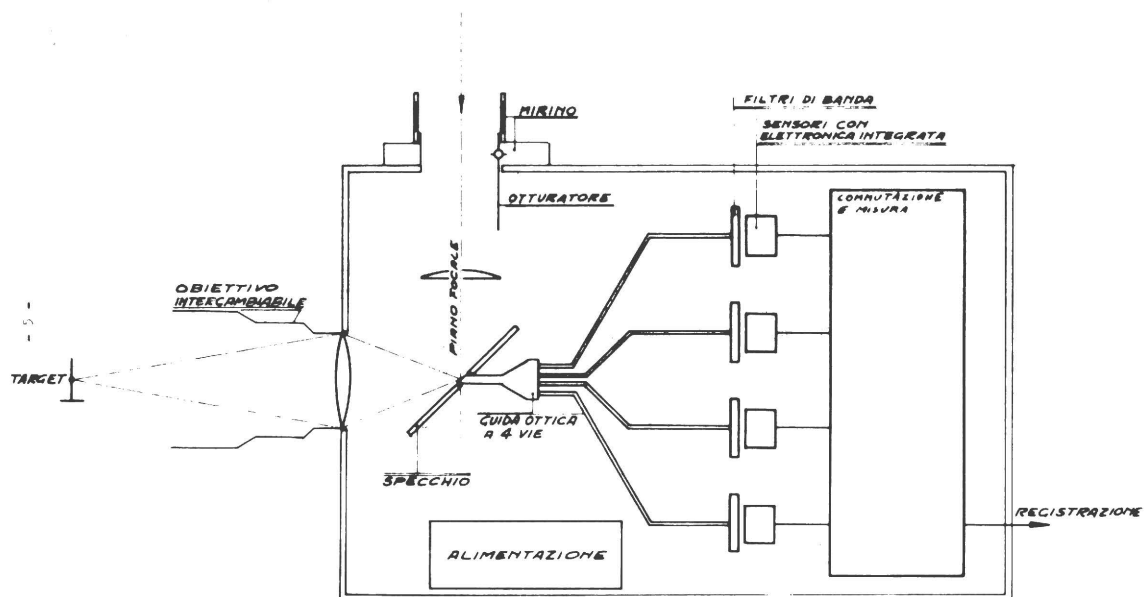 MIRINO
FILTRI DI BANDA
SENSORI CON
ELETTRONICA INTEGRATA
OTTURATORE
COMMUTAZIONE
E MISURA
PIANO FOCALE
OBIETTIVO
INTERCAMBIABILE
- 5 -
TARGET
GUIDA OTTICA
A 4 VIE
SPECCHIO
REGISTRAZIONE
ALIMENTAZIONE